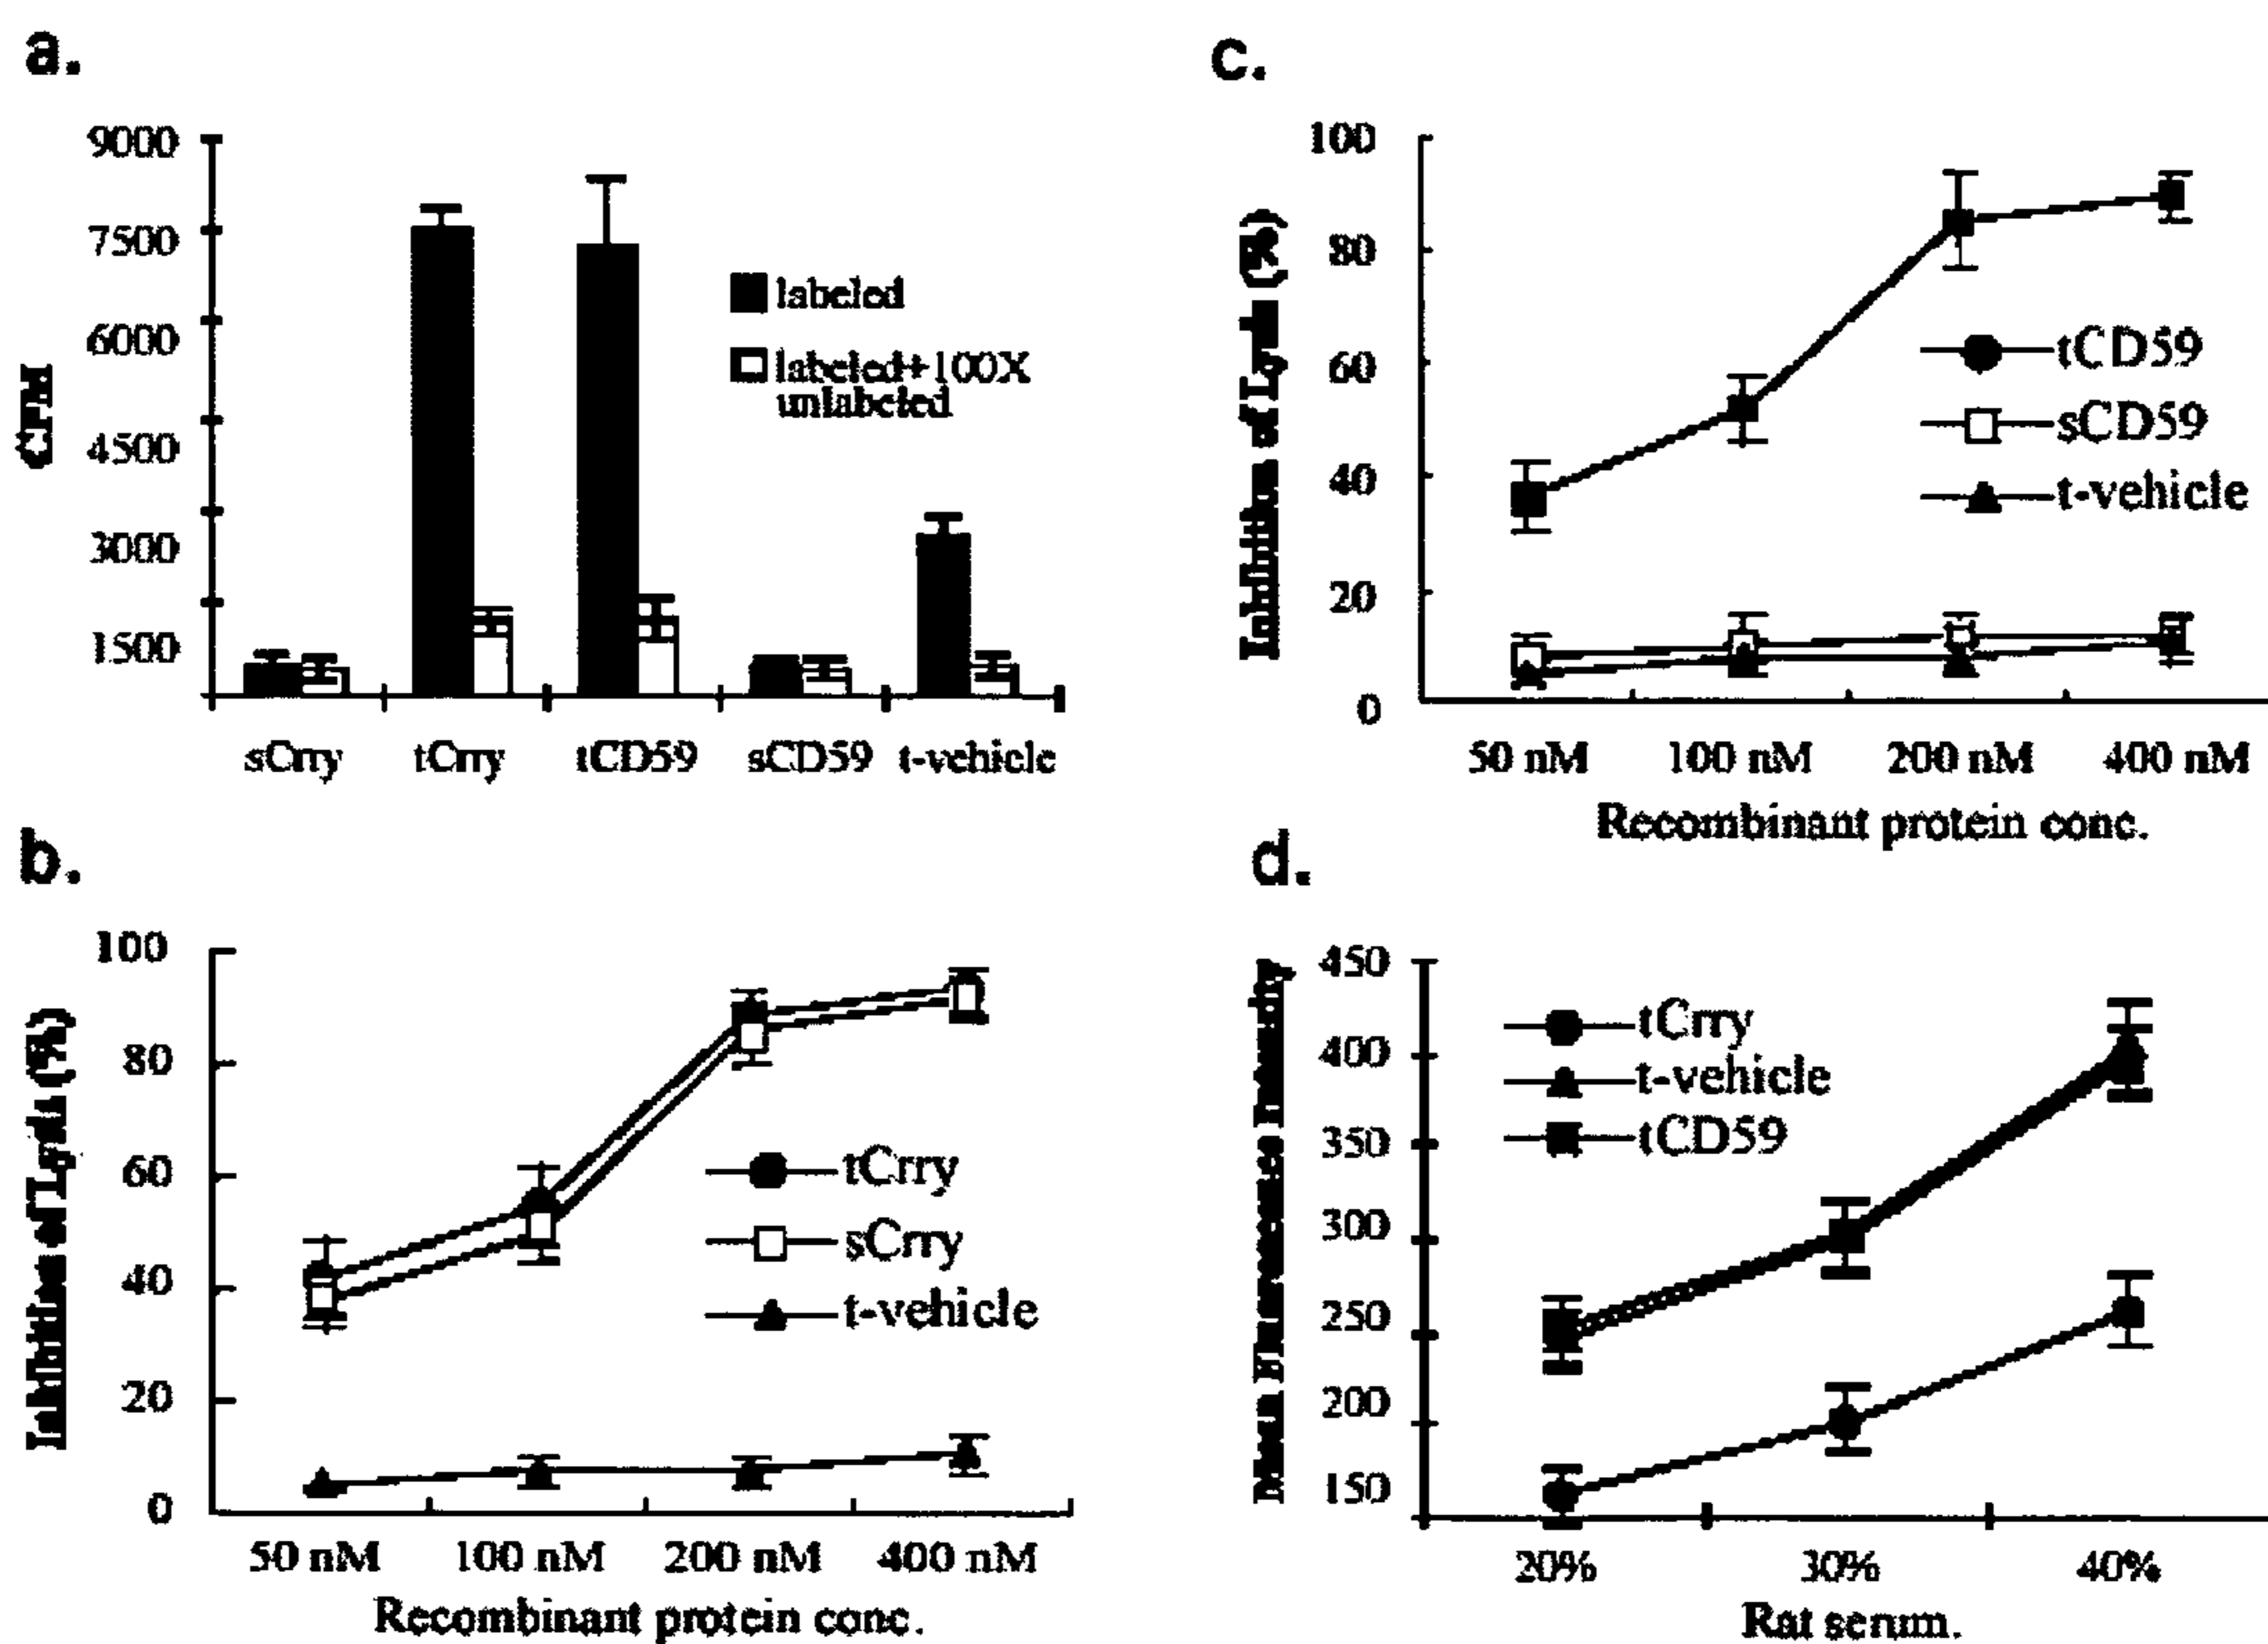 a.
9000
7500
6000
4500
3000
1500
CPM
labeled
labeled+100X
unlabeled
sCrry tCrry tCD59 sCD59 t-vehicle
b.
100
80
60
40
20
0
Inhibition of Lysis (%)
tCrry
sCrry
t-vehicle
50 nM 100 nM 200 nM 400 nM
Recombinant protein conc.
c.
100
80
60
40
20
0
Inhibition of Lysis (%)
tCD59
sCD59
t-vehicle
50 nM 100 nM 200 nM 400 nM
Recombinant protein conc.
d.
450
400
350
300
250
200
150
Mean Fluorescence Intensity
tCrry
t-vehicle
tCD59
20% 30% 40%
Rat serum.